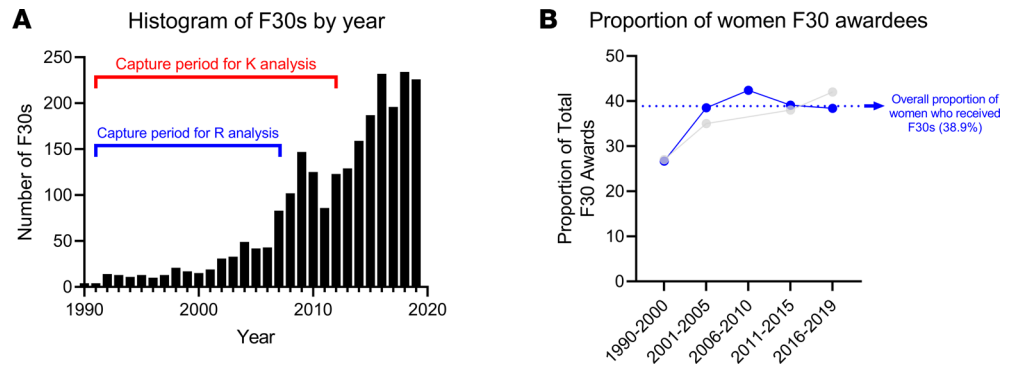 A
Histogram of F30s by year
Number of F30s
250
200
150
100
50
0
Capture period for K analysis
Capture period for R analysis
1990
2000
2010
2020
Year
B
Proportion of women F30 awardees
Proportion of Total
F30 Awards
50
40
30
20
10
0
Overall proportion of
women who received
F30s (38.9%)
1990-2000
2001-2005
2006-2010
2011-2015
2016-2019